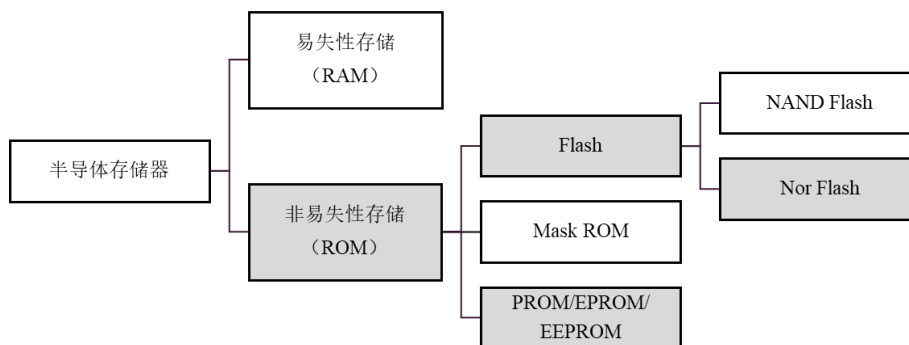 半导体存储器
易失性存储
（RAM）
非易失性存储
（ROM）
Flash
Mask ROM
PROM/EPROM/
EEPROM
NAND Flash
Nor Flash